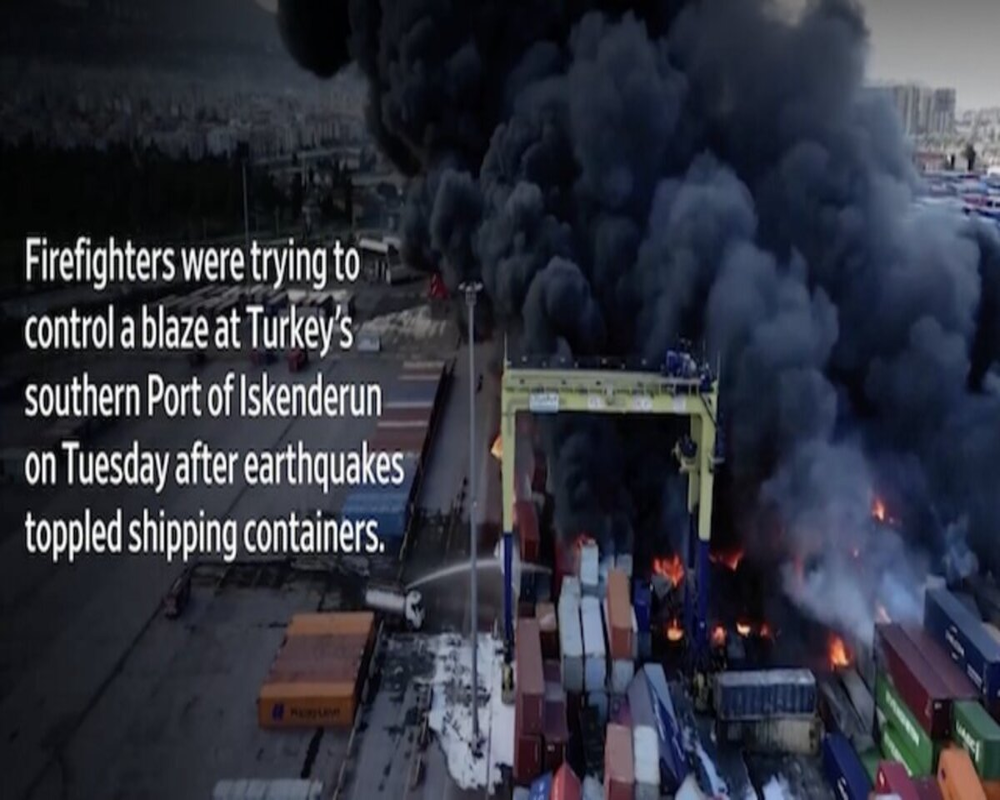 Firefighters were trying to
control a blaze at Turkey’s
southern Port of Iskenderun
on Tuesday after earthquakes
toppled shipping containers.